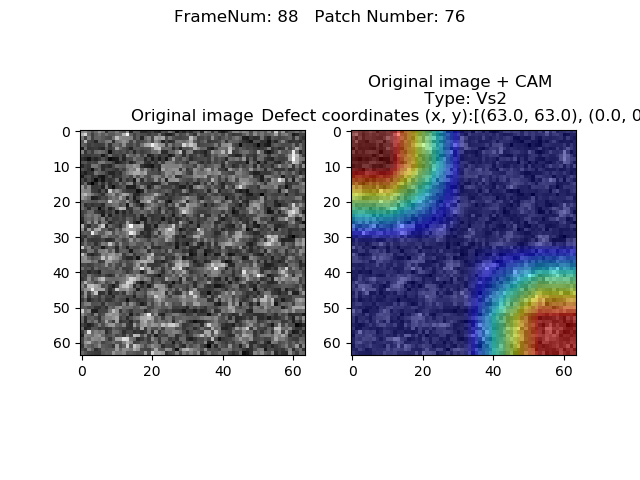 FrameNum: 88   Patch Number: 76
Original image + CAM
Type: Vs2
Original image
Defect coordinates (x, y):[(63.0, 63.0), (0.0, 0
0
10
20
30
40
50
60
0 20 40 60
0
10
20
30
40
50
60
0 20 40 60